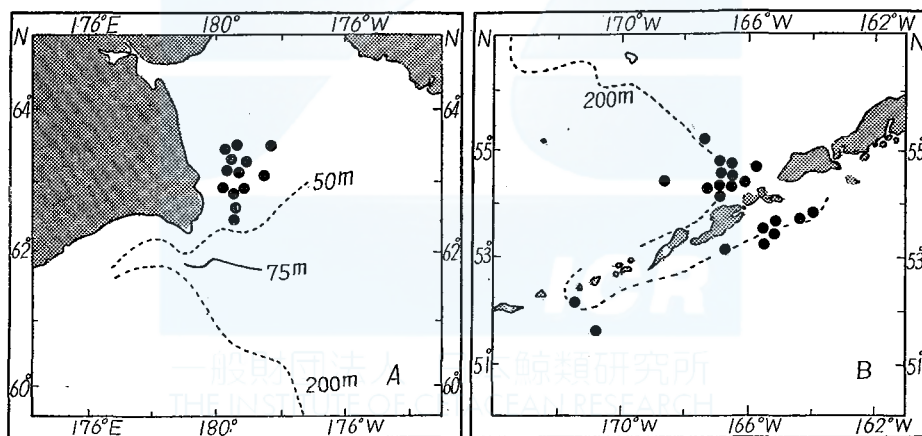 176°E 180° 176°W
N N
64°
62° 62°
60° 60°
50m
75m
200m
A
176°E 180° 176°W
170°W 166°W 162°W
N N
200m
55° 55°
53° 53°
51° 51°
B
170°W 166°W 162°W
ICR
一般財団法人 日本鯨類研究所
THE INSTITUTE OF CETACEAN RESEARCH